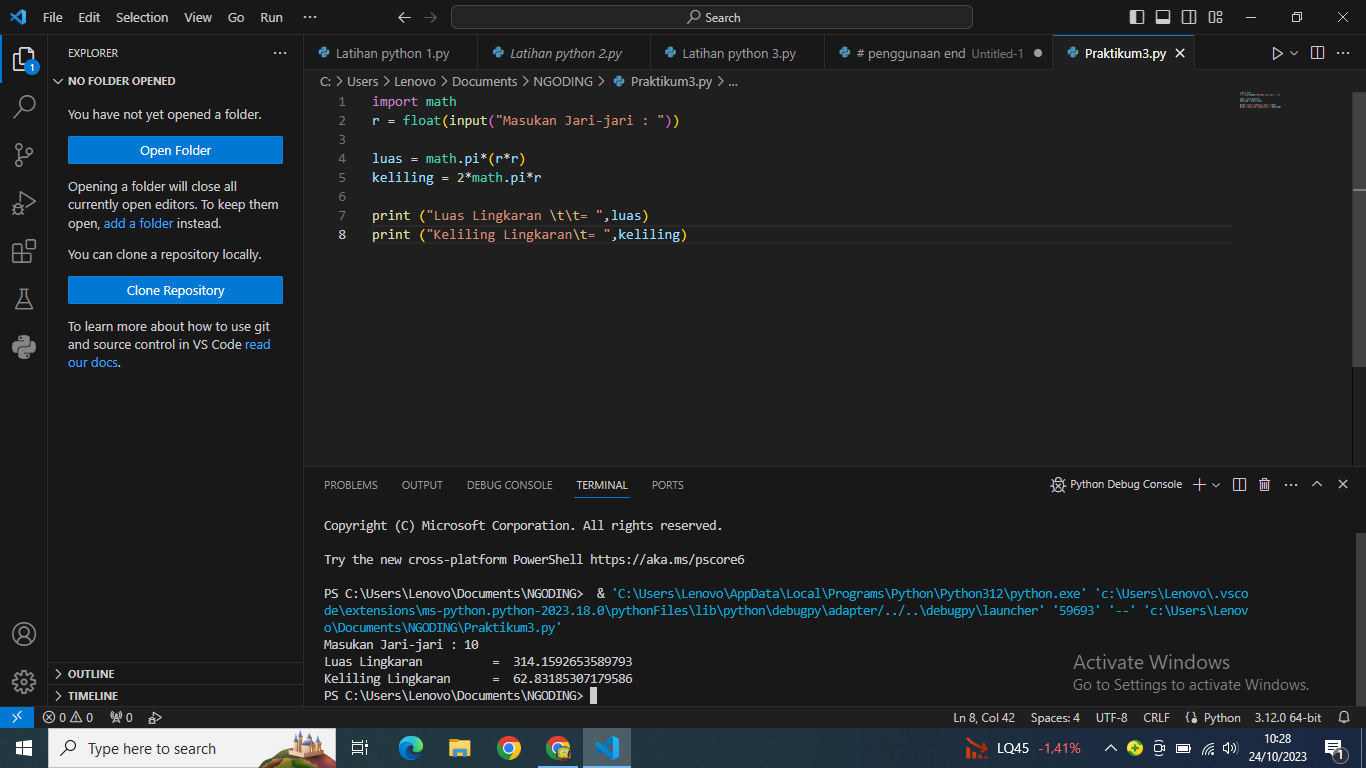 File Edit Selection View Go Run ··· Search
EXPLORER ···
NO FOLDER OPENED
You have not yet opened a folder.
Open Folder
Opening a folder will close all
currently open editors. To keep them
open, add a folder instead.
You can clone a repository locally.
Clone Repository
To learn more about how to use git
and source control in VS Code read
our docs.
OUTLINE
TIMELINE
Latihan python 1.py Latihan python 2.py Latihan python 3.py # penggunaan end Untitled-1 Praktikum3.py
C: > Users > Lenovo > Documents > NGODING > Praktikum3.py > ...
1 import math
2 r = float(input("Masukan Jari-jari : "))
3
4 luas = math.pi*(r*r)
5 keliling = 2*math.pi*r
6
7 print ("Luas Lingkaran \t\t= ",luas)
8 print ("Keliling Lingkaran\t= ",keliling)
PROBLEMS OUTPUT DEBUG CONSOLE TERMINAL PORTS Python Debug Console
Copyright (C) Microsoft Corporation. All rights reserved.
Try the new cross-platform PowerShell https://aka.ms/pscore6
PS C:\Users\Lenovo\Documents\NGODING>  & 'C:\Users\Lenovo\AppData\Local\Programs\Python\Python312\python.exe' 'c:\Users\Lenovo\.vsco
de\extensions\ms-python.python-2023.18.0\pythonFiles\lib\python\debugpy\adapter/../..\debugpy\launcher' '59693' '--' 'c:\Users\Lenov
o\Documents\NGODING\Praktikum3.py'
Masukan Jari-jari : 10
Luas Lingkaran          =  314.1592653589793
Keliling Lingkaran      =  62.83185307179586
PS C:\Users\Lenovo\Documents\NGODING>
Activate Windows
Go to Settings to activate Windows.
1
0 0 0 Ln 8, Col 42 Spaces: 4 UTF-8 CRLF Python 3.12.0 64-bit
Type here to search LQ45 -1,41% 10:28
24/10/2023
1